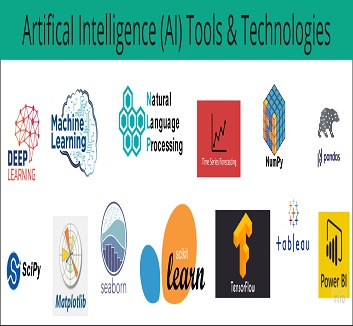 Artifical Intelligence (AI) Tools & Technologies
DEEP
LEARNING
Machine
Learning
Natural
Language
Processing
Time Series Forecasting
NumPy
pandas
SciPy
Matplotlib
seaborn
scikit
learn
TensorFlow
+ableau
Power BI